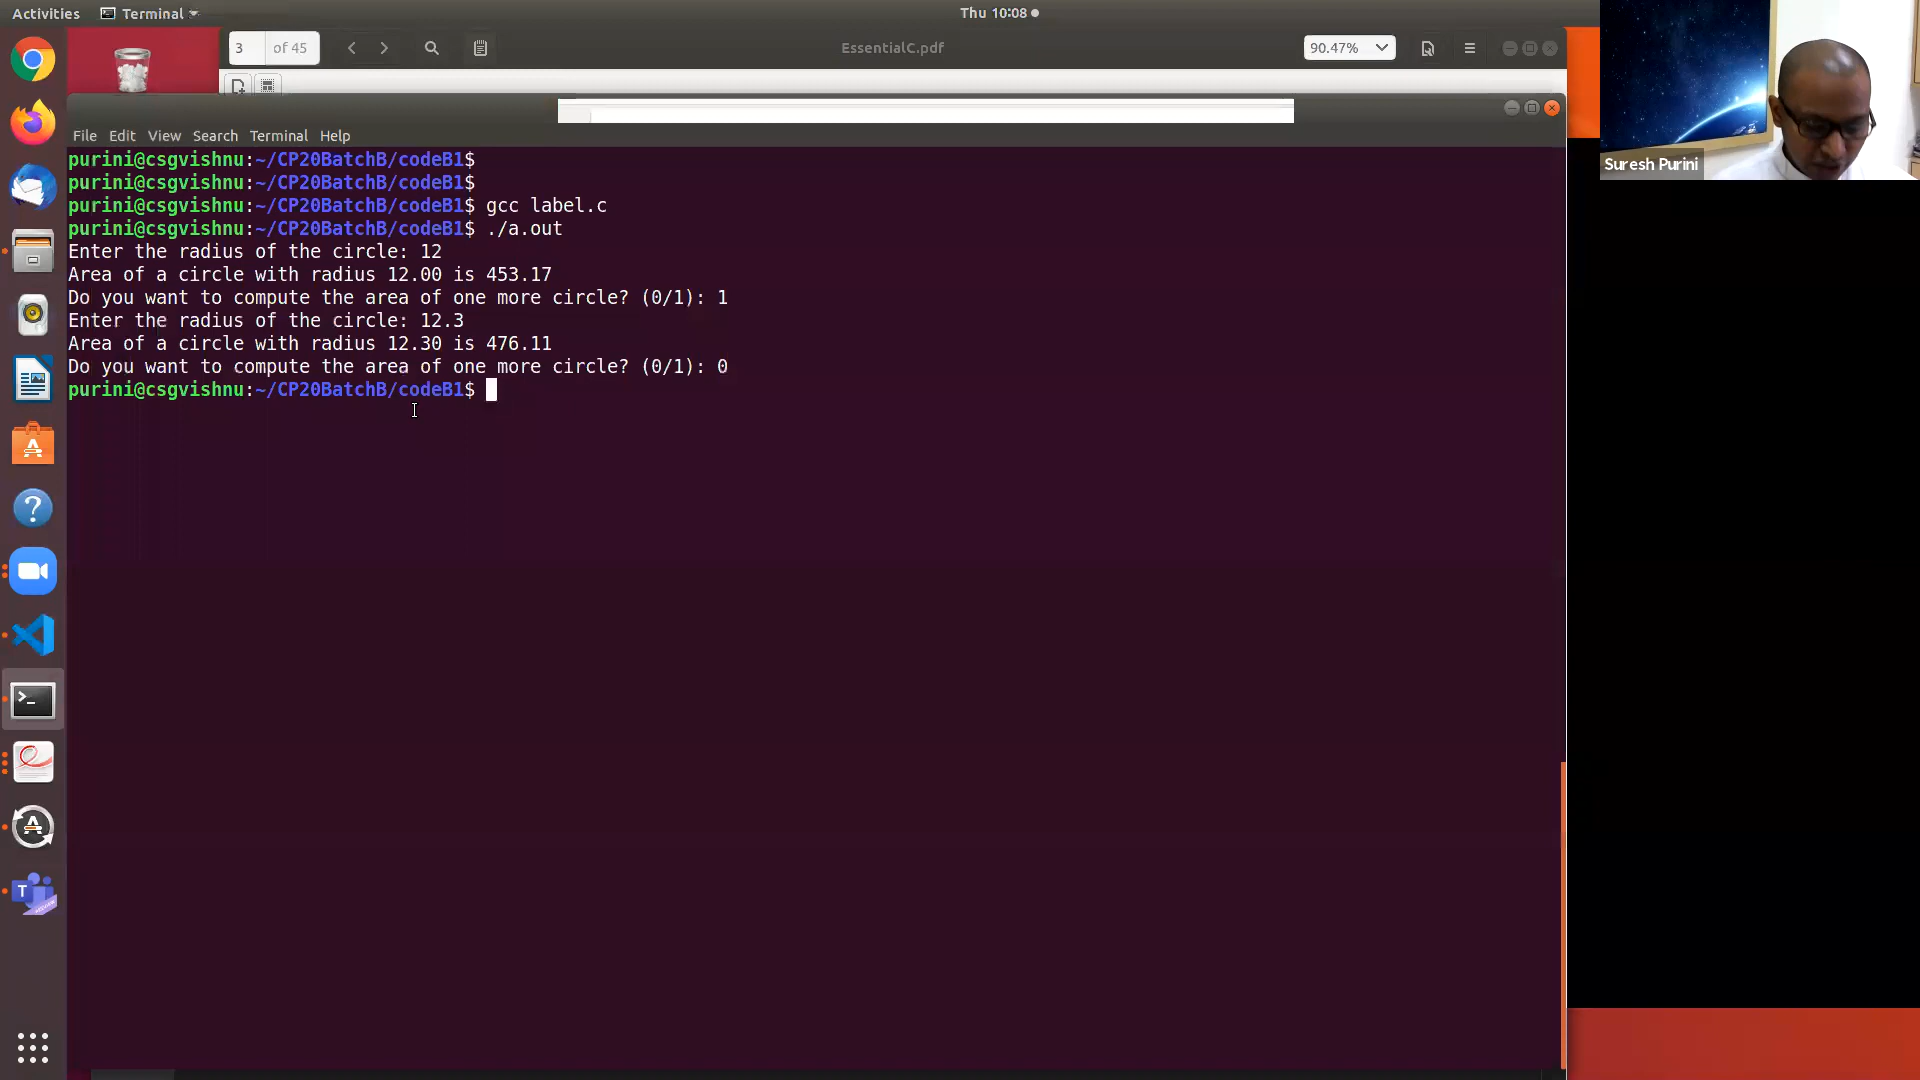 Activities Terminal Thu 10:08
3 of 45 EssentialC.pdf 90.47%
File Edit View Search Terminal Help
purini@csgvishnu:~/CP20BatchB/codeB1$
purini@csgvishnu:~/CP20BatchB/codeB1$
purini@csgvishnu:~/CP20BatchB/codeB1$ gcc label.c
purini@csgvishnu:~/CP20BatchB/codeB1$ ./a.out
Enter the radius of the circle: 12
Area of a circle with radius 12.00 is 453.17
Do you want to compute the area of one more circle? (0/1): 1
Enter the radius of the circle: 12.3
Area of a circle with radius 12.30 is 476.11
Do you want to compute the area of one more circle? (0/1): 0
purini@csgvishnu:~/CP20BatchB/codeB1$
Suresh Purini